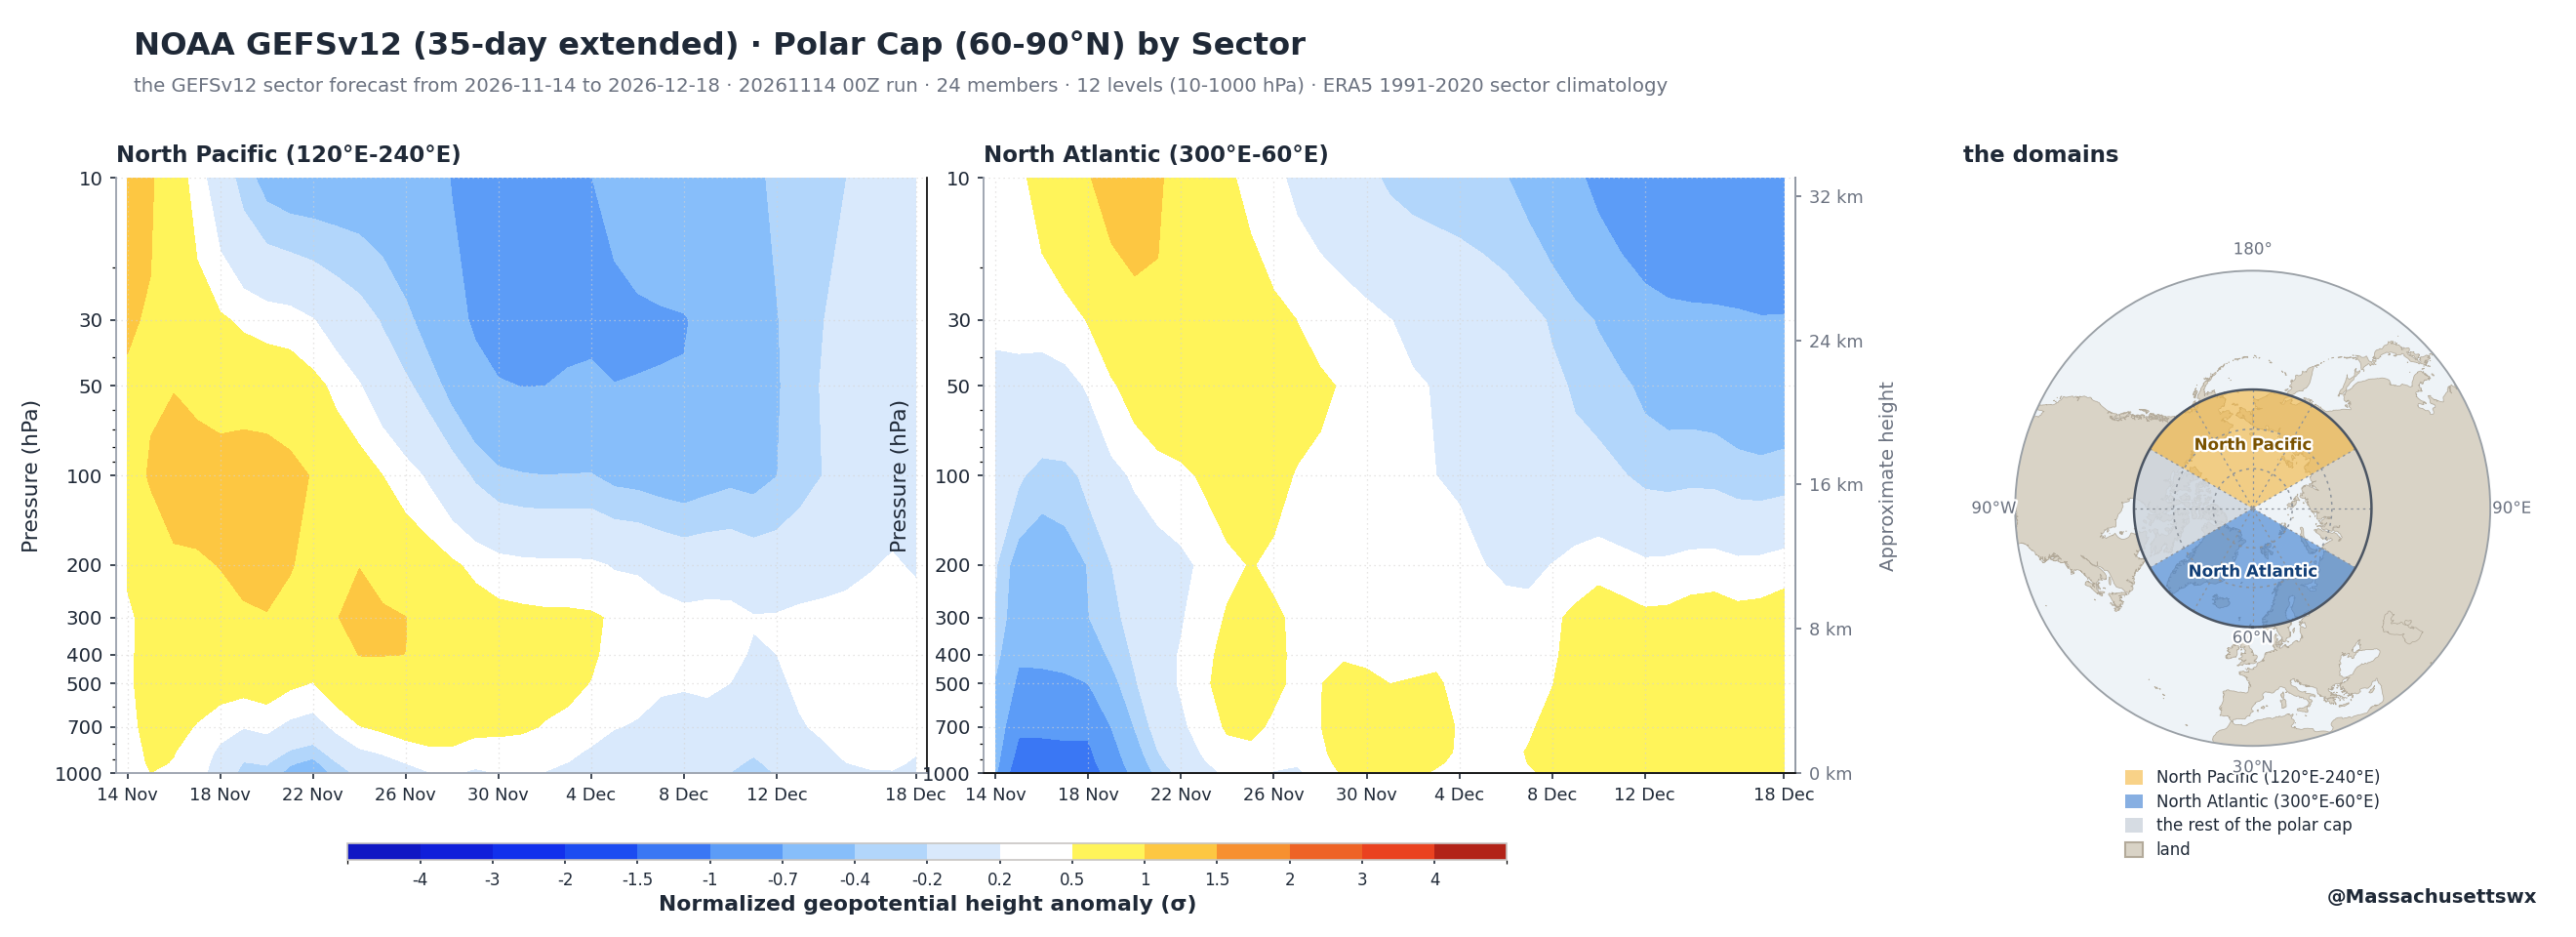 NOAA GEFSv12 (35-day extended) · Polar Cap (60-90°N) by Sector
the GEFSv12 sector forecast from 2026-11-14 to 2026-12-18 · 20261114 00Z run · 24 members · 12 levels (10-1000 hPa) · ERA5 1991-2020 sector climatology
North Pacific (120°E-240°E)
Pressure (hPa)
10
30
50
100
200
300
400
500
700
1000
14 Nov 18 Nov 22 Nov 26 Nov 30 Nov 4 Dec 8 Dec 12 Dec 18 Dec
North Atlantic (300°E-60°E)
Pressure (hPa)
10
30
50
100
200
300
400
500
700
1000
14 Nov 18 Nov 22 Nov 26 Nov 30 Nov 4 Dec 8 Dec 12 Dec 18 Dec
32 km
24 km
16 km
8 km
0 km
Approximate height
-4 -3 -2 -1.5 -1 -0.7 -0.4 -0.2 0.2 0.5 1 1.5 2 3 4
Normalized geopotential height anomaly (σ)
the domains
180°
North Pacific
90°W
90°E
North Atlantic
60°N
30°N
North Pacific (120°E-240°E)
North Atlantic (300°E-60°E)
the rest of the polar cap
land
@Massachusettswx